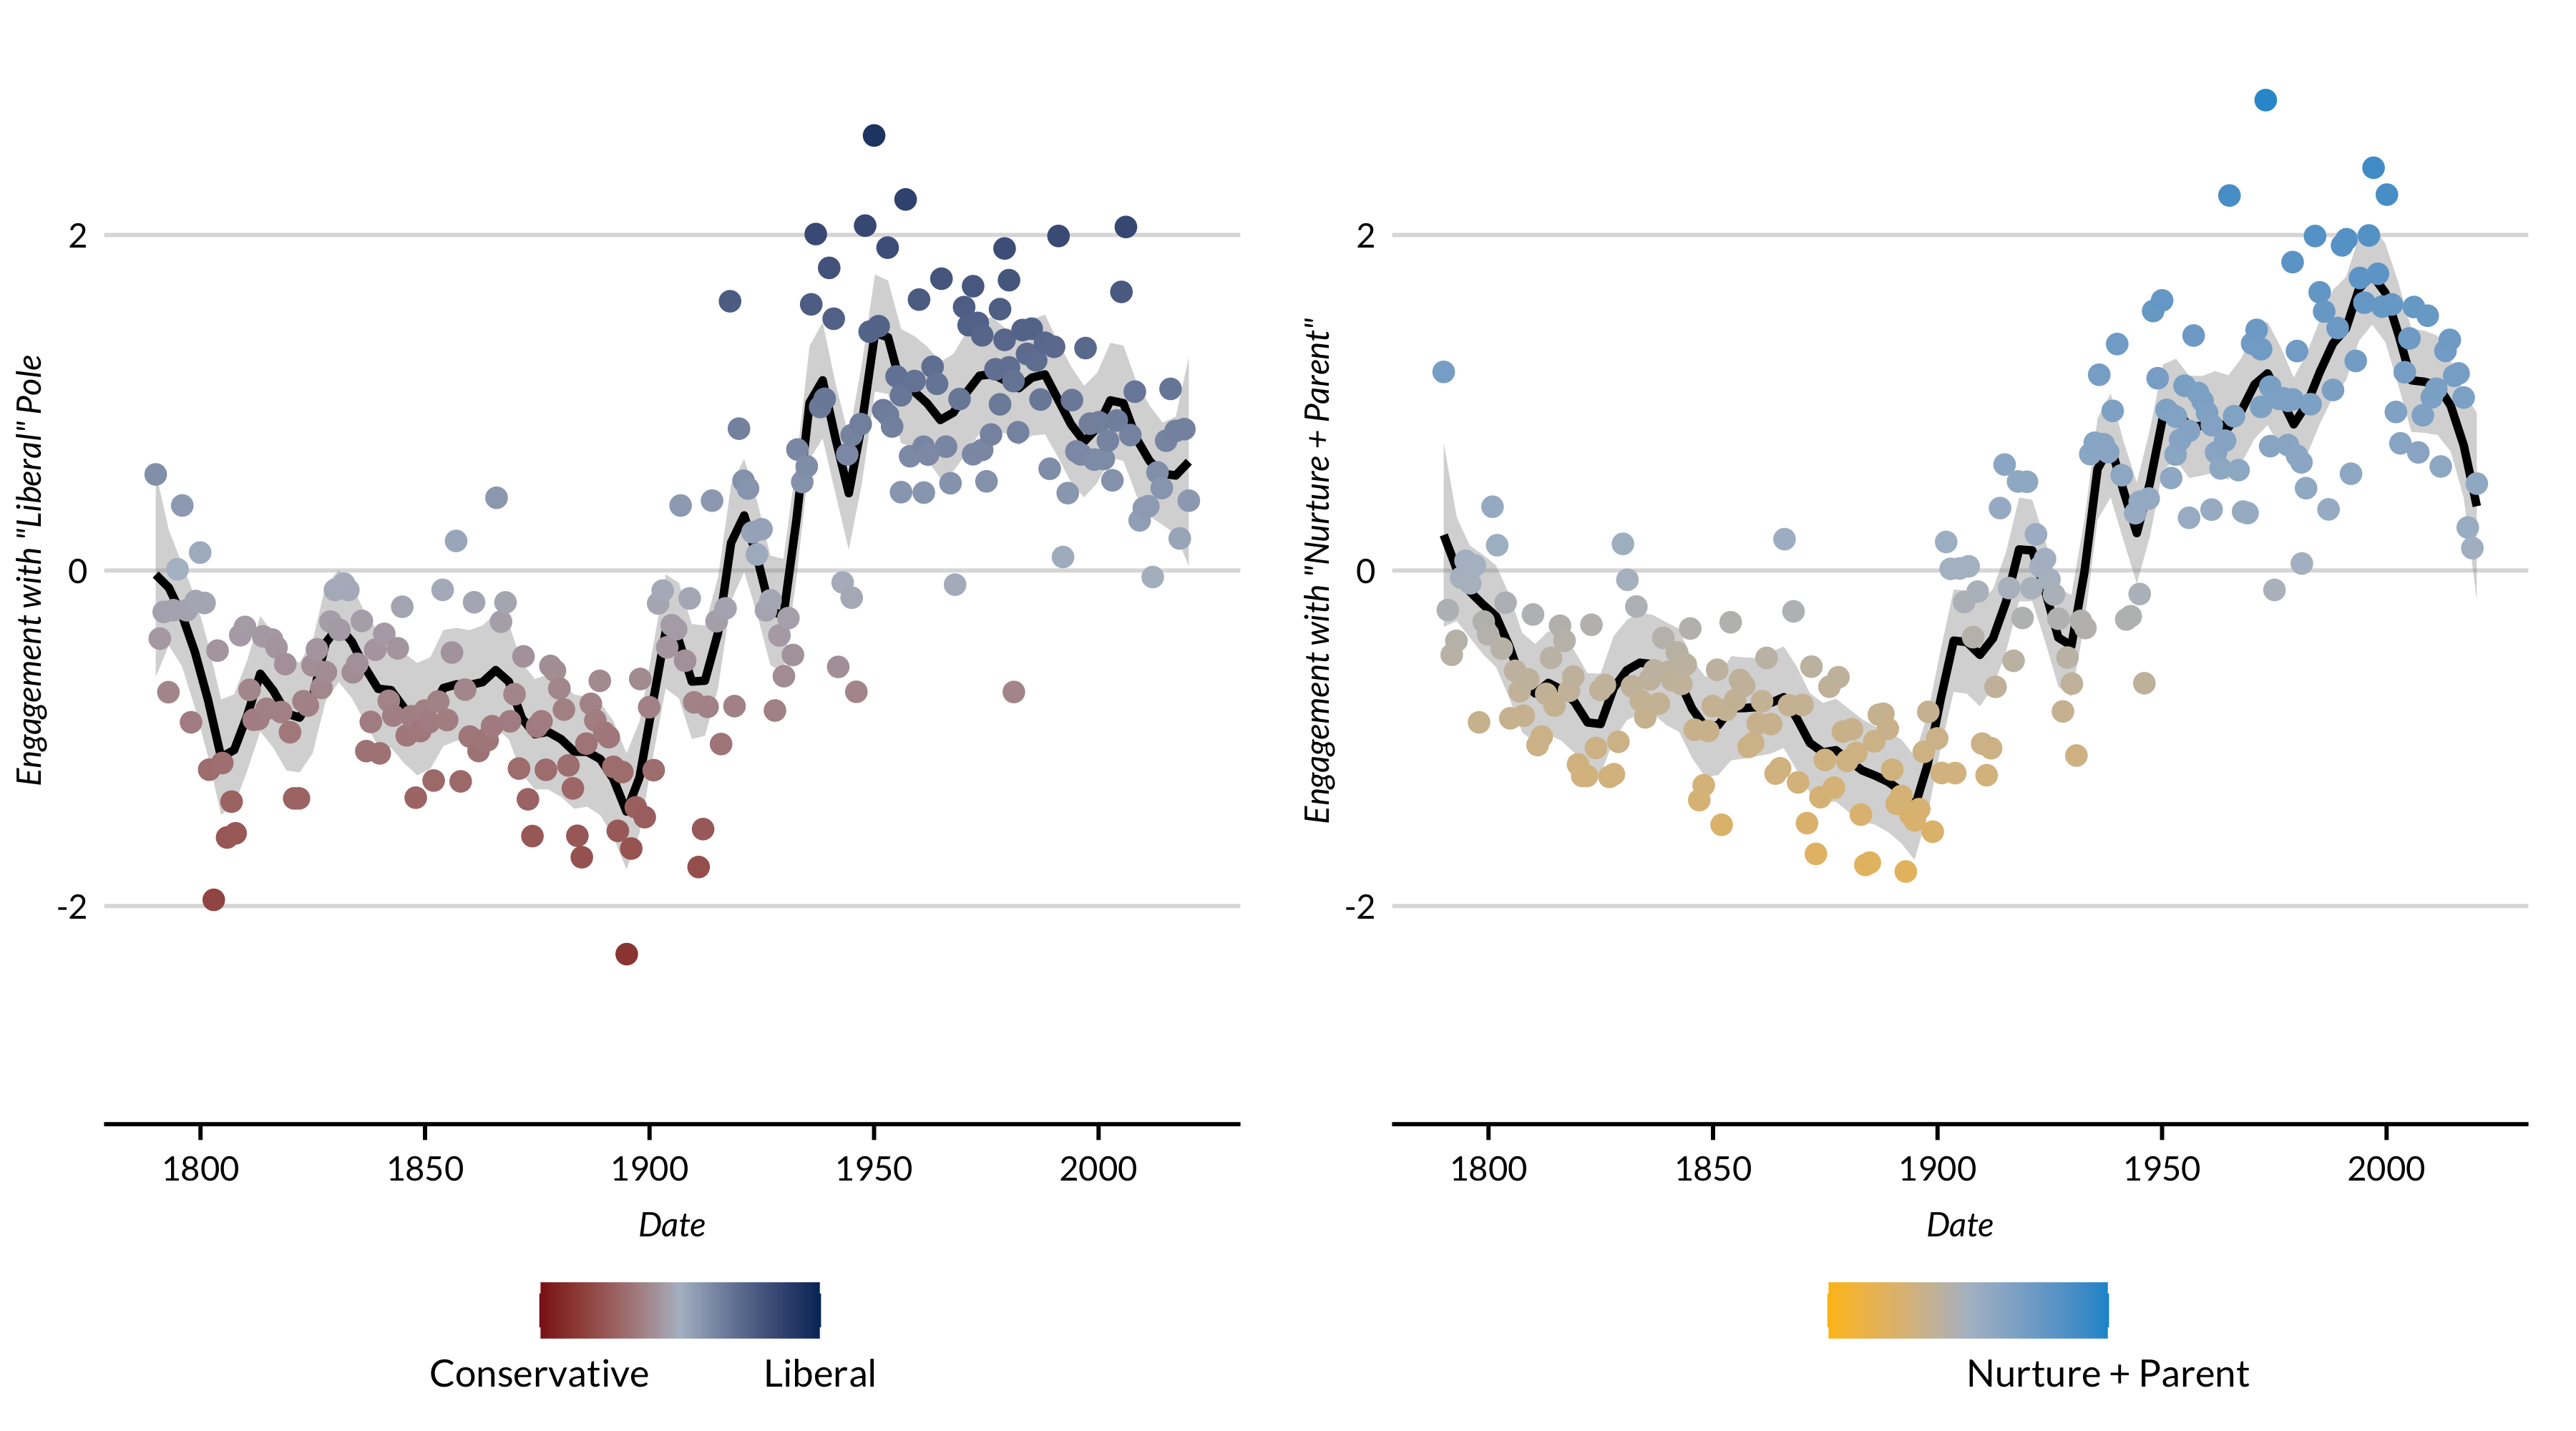 Engagement with "Liberal" Pole
2
0
-2
1800
1850
1900
1950
2000
Date
Conservative
Liberal
Engagement with "Nurture + Parent"
2
0
-2
1800
1850
1900
1950
2000
Date
Nurture + Parent